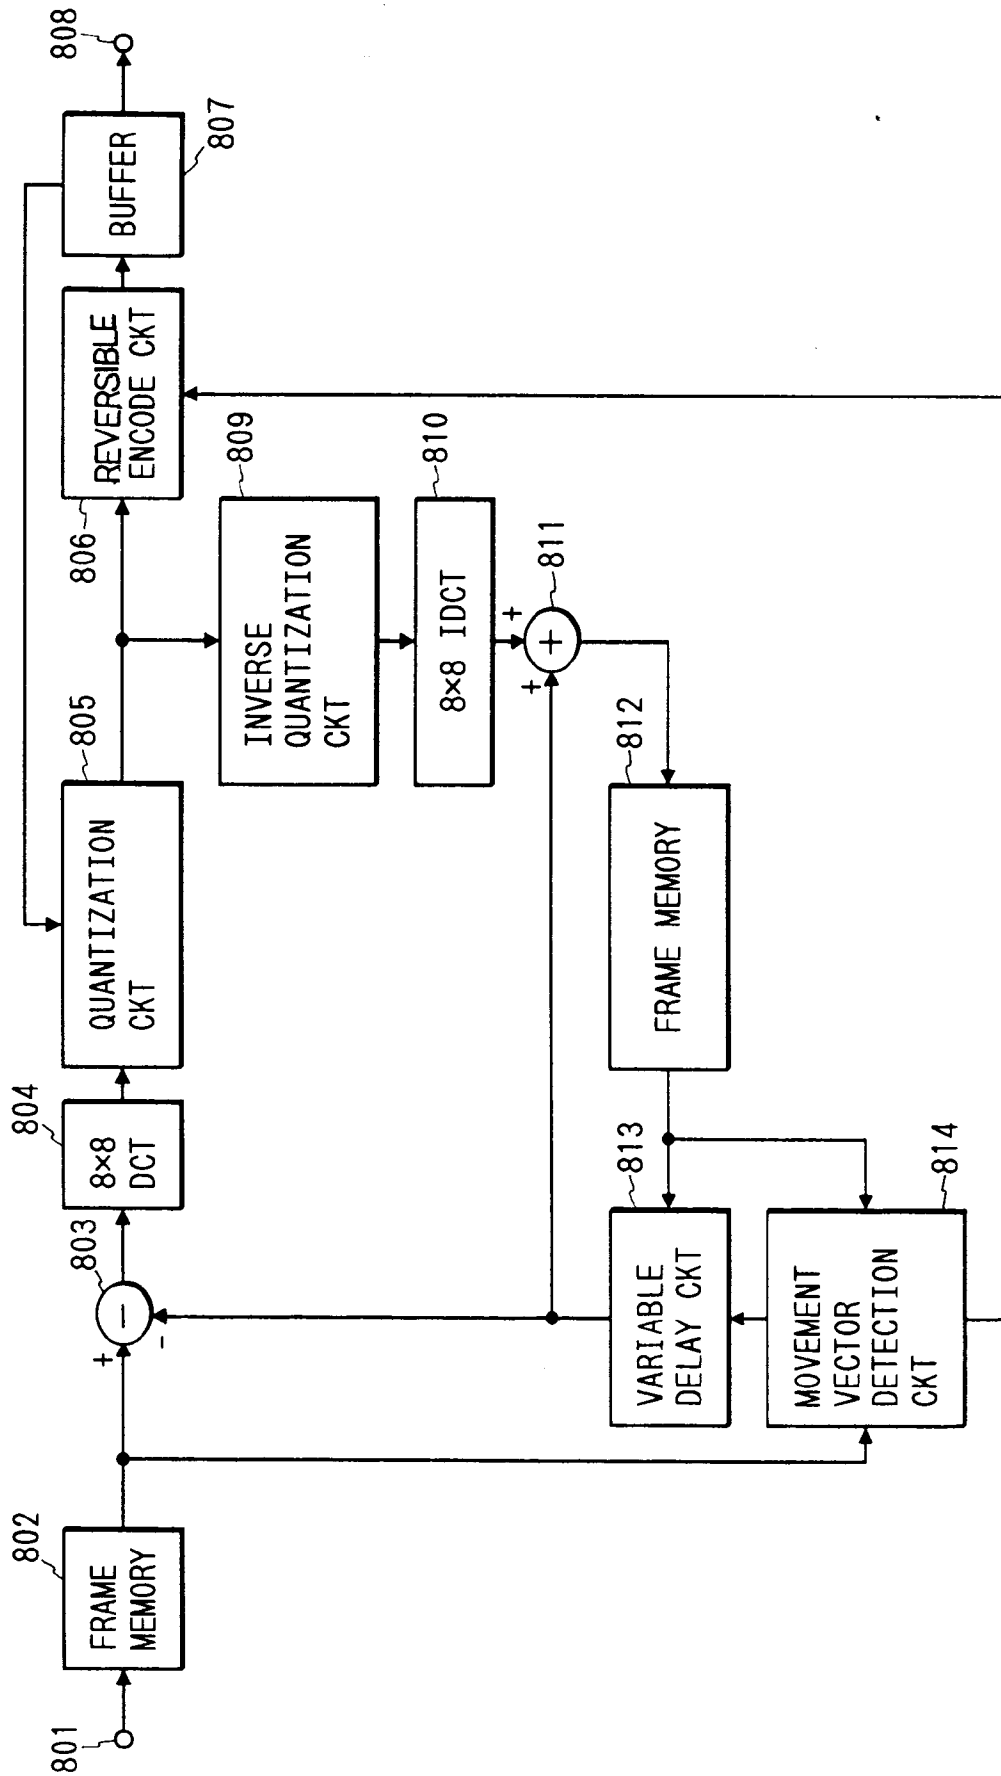 801
802
FRAME
MEMORY
+
-
803
−
804
8×8
DCT
805
QUANTIZATION
CKT
806
REVERSIBLE
ENCODE CKT
BUFFER
807
808
809
INVERSE
QUANTIZATION
CKT
810
8×8 IDCT
+
+
+
811
812
FRAME MEMORY
813
VARIABLE
DELAY CKT
814
MOVEMENT
VECTOR
DETECTION
CKT